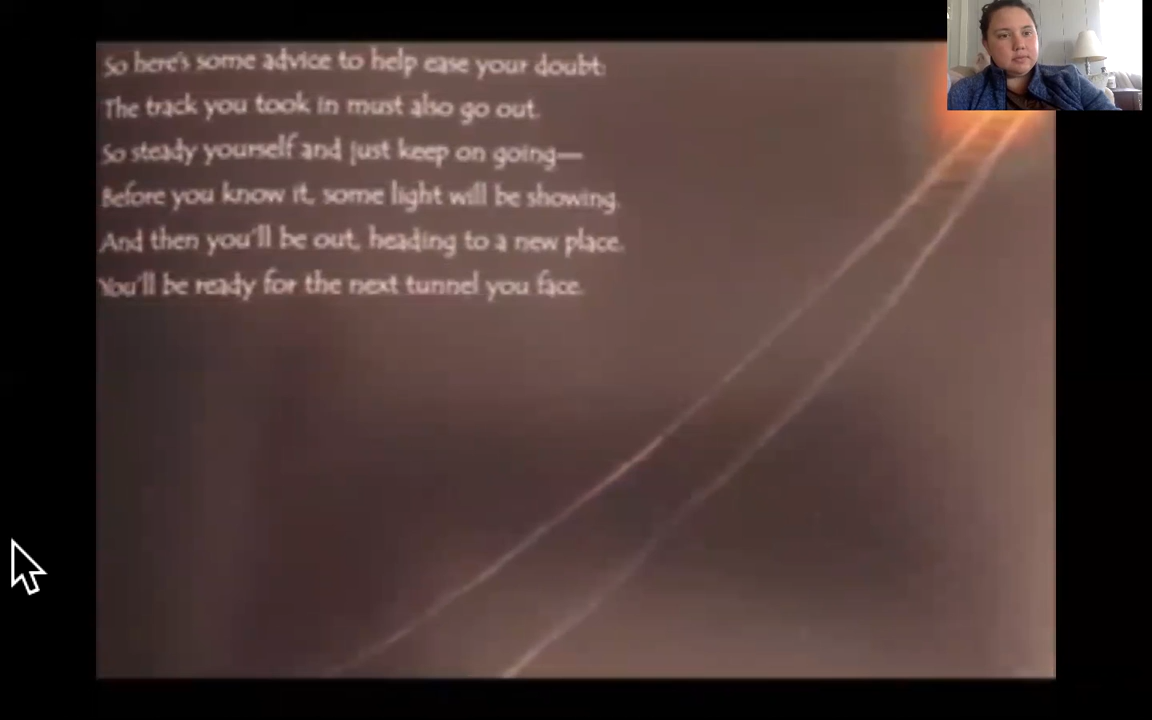 So here's some advice to help ease your doubt:
The track you took in must also go out.
So steady yourself and just keep on going—
Before you know it, some light will be showing.
And then you'll be out, heading to a new place.
You'll be ready for the next tunnel you face.